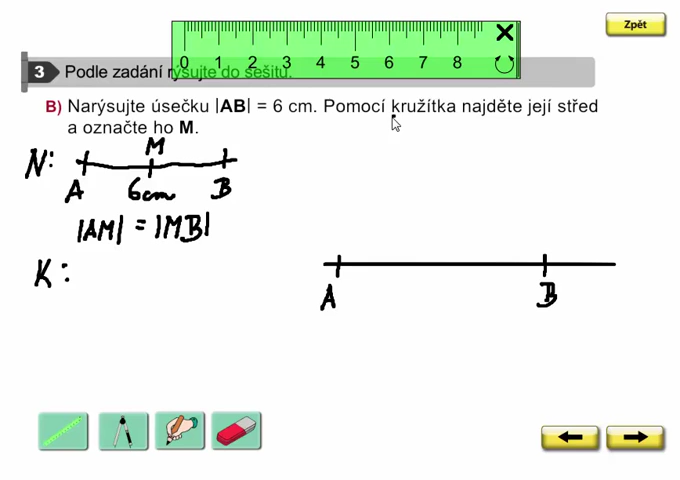 Zpět
0 1 2 3 4 5 6 7 8
3 Podle zadání rýsujte do sešitu.
B) Narýsujte úsečku |AB| = 6 cm. Pomocí kružítka najděte její střed
a označte ho M.
N: M
A 6cm B
|AM| = |MB|
K:
A B